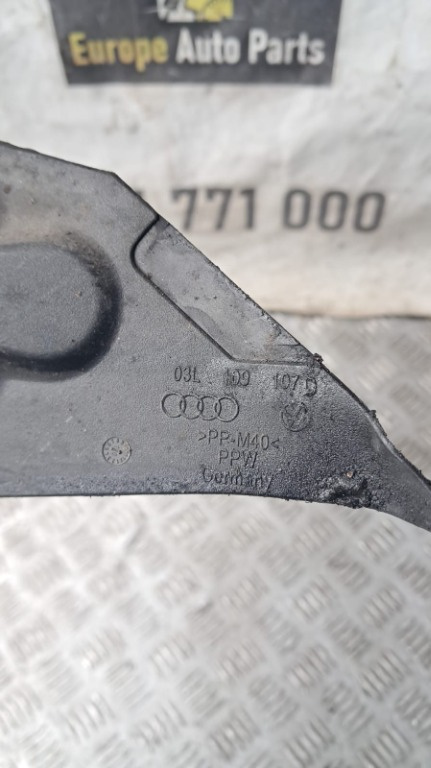 Europe Auto Parts
771 000
03L 109 107 D
>PP-M40<
PPW
Germany